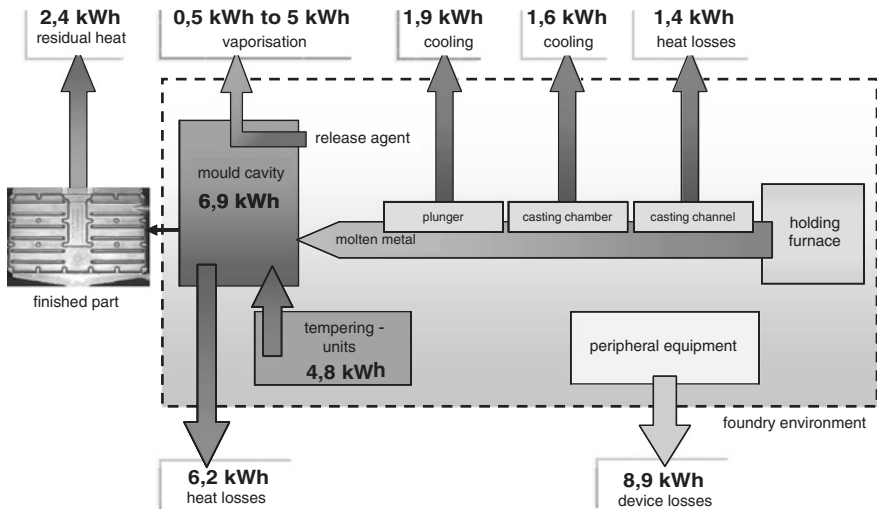 2,4 kWh
residual heat
0,5 kWh to 5 kWh
vaporisation
1,9 kWh
cooling
1,6 kWh
cooling
1,4 kWh
heat losses
release agent
mould cavity
6,9 kWh
plunger
casting chamber
casting channel
holding
furnace
molten metal
finished part
tempering -
units
4,8 kWh
peripheral equipment
foundry environment
6,2 kWh
heat losses
8,9 kWh
device losses